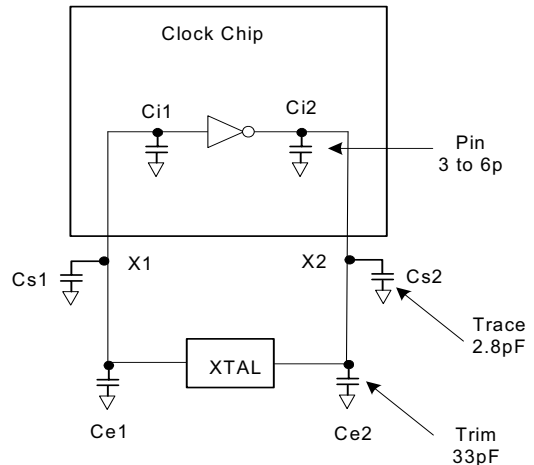 Clock Chip
Ci1
Ci2
Pin
3 to 6p
X1
X2
Cs1
Cs2
Trace
2.8pF
XTAL
Ce1
Ce2
Trim
33pF